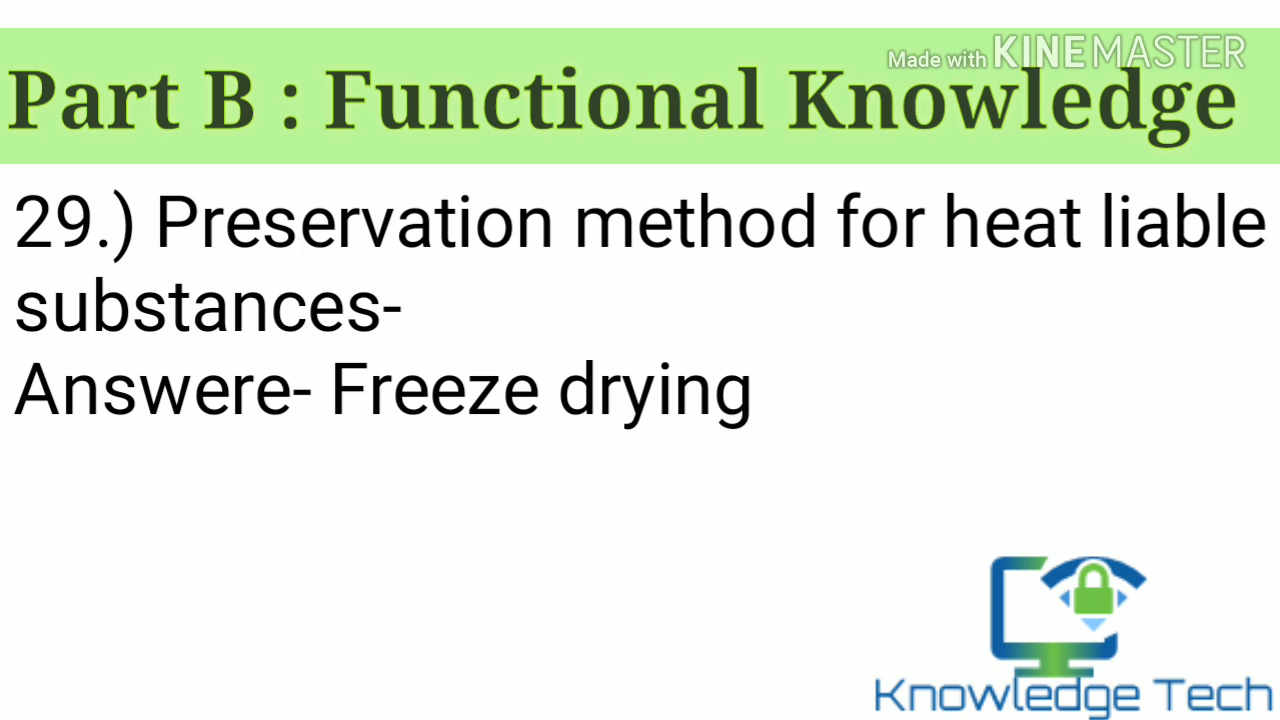 Made with KINEMASTER
Part B : Functional Knowledge
29.) Preservation method for heat liable
substances-
Answere- Freeze drying
Knowledge Tech